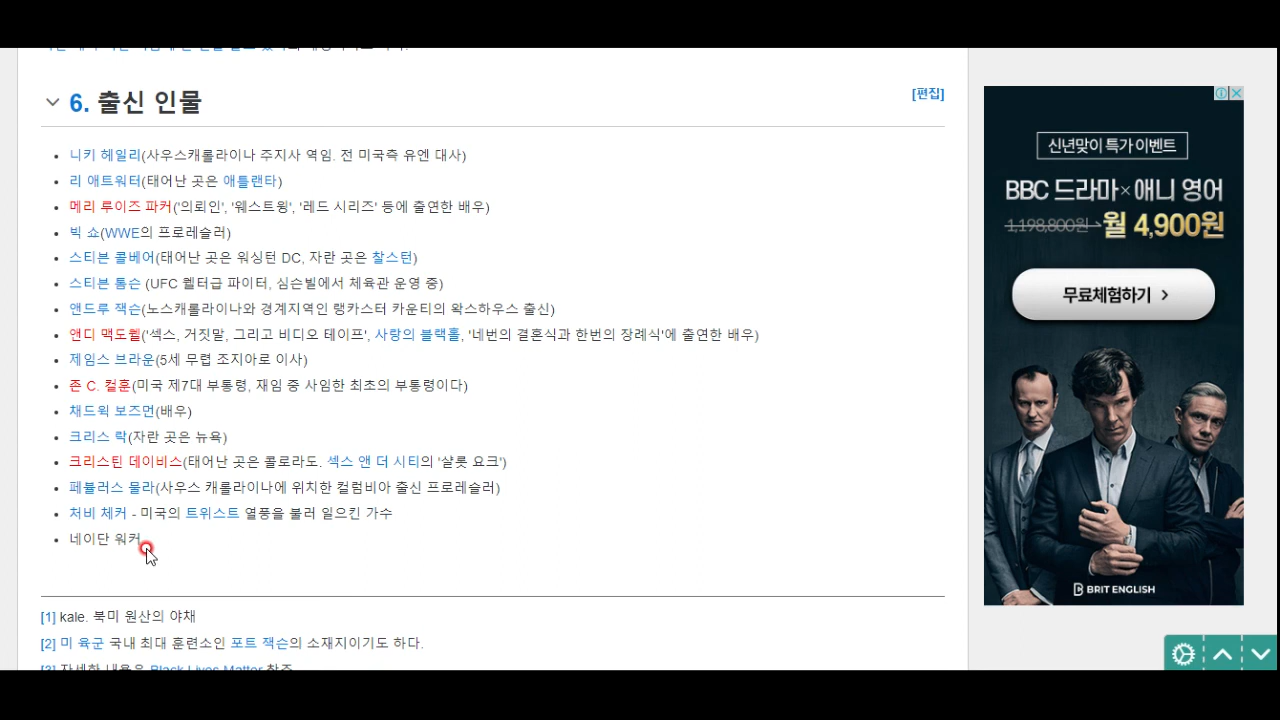 6. 출신 인물
[편집]
니키 헤일리(사우스캐롤라이나 주지사 역임. 전 미국측 유엔 대사)
리 애트워터(태어난 곳은 애틀랜타)
메리 루이즈 파커('의뢰인', '웨스트윙', '레드 시리즈' 등에 출연한 배우)
빅 쇼(WWE의 프로레슬러)
스티븐 콜베어(태어난 곳은 워싱턴 DC, 자란 곳은 찰스턴)
스티븐 톰슨 (UFC 웰터급 파이터, 심슨빌에서 체육관 운영 중)
앤드루 잭슨(노스캐롤라이나와 경계지역인 랭카스터 카운티의 왁스하우스 출신)
앤디 맥도웰('섹스, 거짓말, 그리고 비디오 테이프', 사랑의 블랙홀, '네번의 결혼식과 한번의 장례식'에 출연한 배우)
제임스 브라운(5세 무렵 조지아로 이사)
존 C. 컬훈(미국 제7대 부통령, 재임 중 사임한 최초의 부통령이다)
채드윅 보즈먼(배우)
크리스 락(자란 곳은 뉴욕)
크리스틴 데이비스(태어난 곳은 콜로라도. 섹스 앤 더 시티의 '샬롯 요크')
페뷸러스 물라(사우스 캐롤라이나에 위치한 컬럼비아 출신 프로레슬러)
처비 체커 - 미국의 트위스트 열풍을 불러 일으킨 가수
네이단 워커
[1] kale. 북미 원산의 야채
[2] 미 육군 국내 최대 훈련소인 포트 잭슨의 소재지이기도 하다.
[3] 자세한 내용은 Black Lives Matter 참조
신년맞이 특가 이벤트
BBC 드라마×애니 영어
1,198,800원→월 4,900원
무료체험하기 >
BRIT ENGLISH